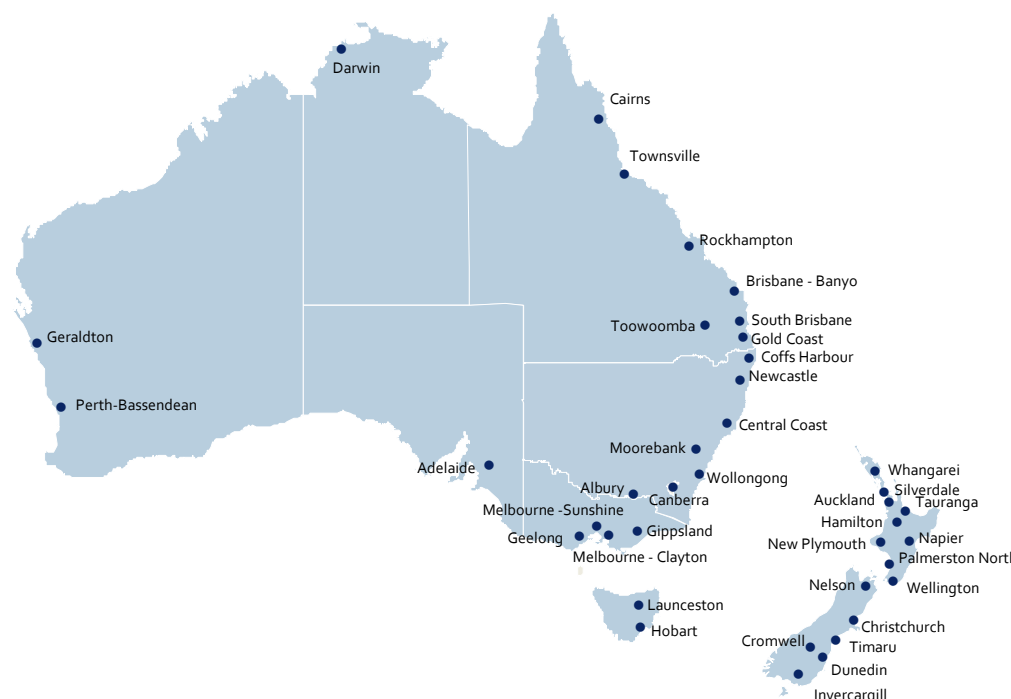 Darwin
Cairns
Townsville
Rockhampton
Brisbane - Banyo
South Brisbane
Toowoomba
Gold Coast
Geraldton
Coffs Harbour
Newcastle
Perth-Bassendean
Central Coast
Moorebank
Adelaide
Whangarei
Wollongong
Albury
Silverdale
Canberra
Auckland
Tauranga
Melbourne -Sunshine
Hamilton
Gippsland
Geelong
Napier
New Plymouth
Melbourne - Clayton
Palmerston North
Nelson
Wellington
Launceston
Christchurch
Hobart
Cromwell
Timaru
Dunedin
Invercargill